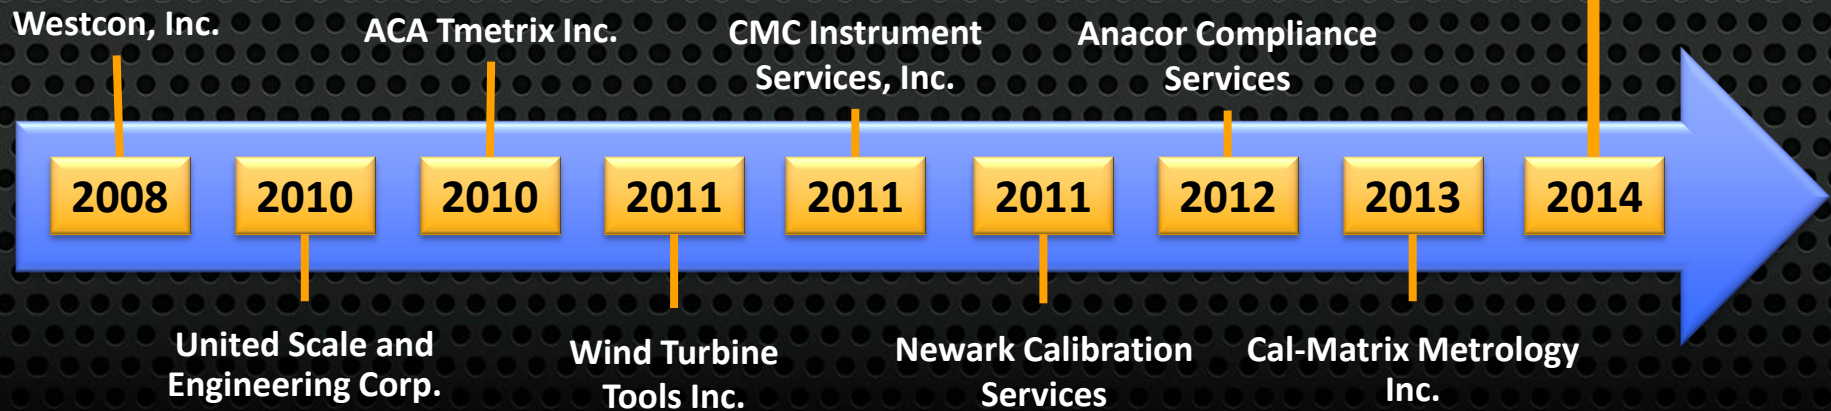 Westcon, Inc.
ACA Tmetrix Inc.
CMC Instrument
Services, Inc.
Anacor Compliance
Services
2008
2010
2010
2011
2011
2011
2012
2013
2014
United Scale and
Engineering Corp.
Wind Turbine
Tools Inc.
Newark Calibration
Services
Cal-Matrix Metrology
Inc.